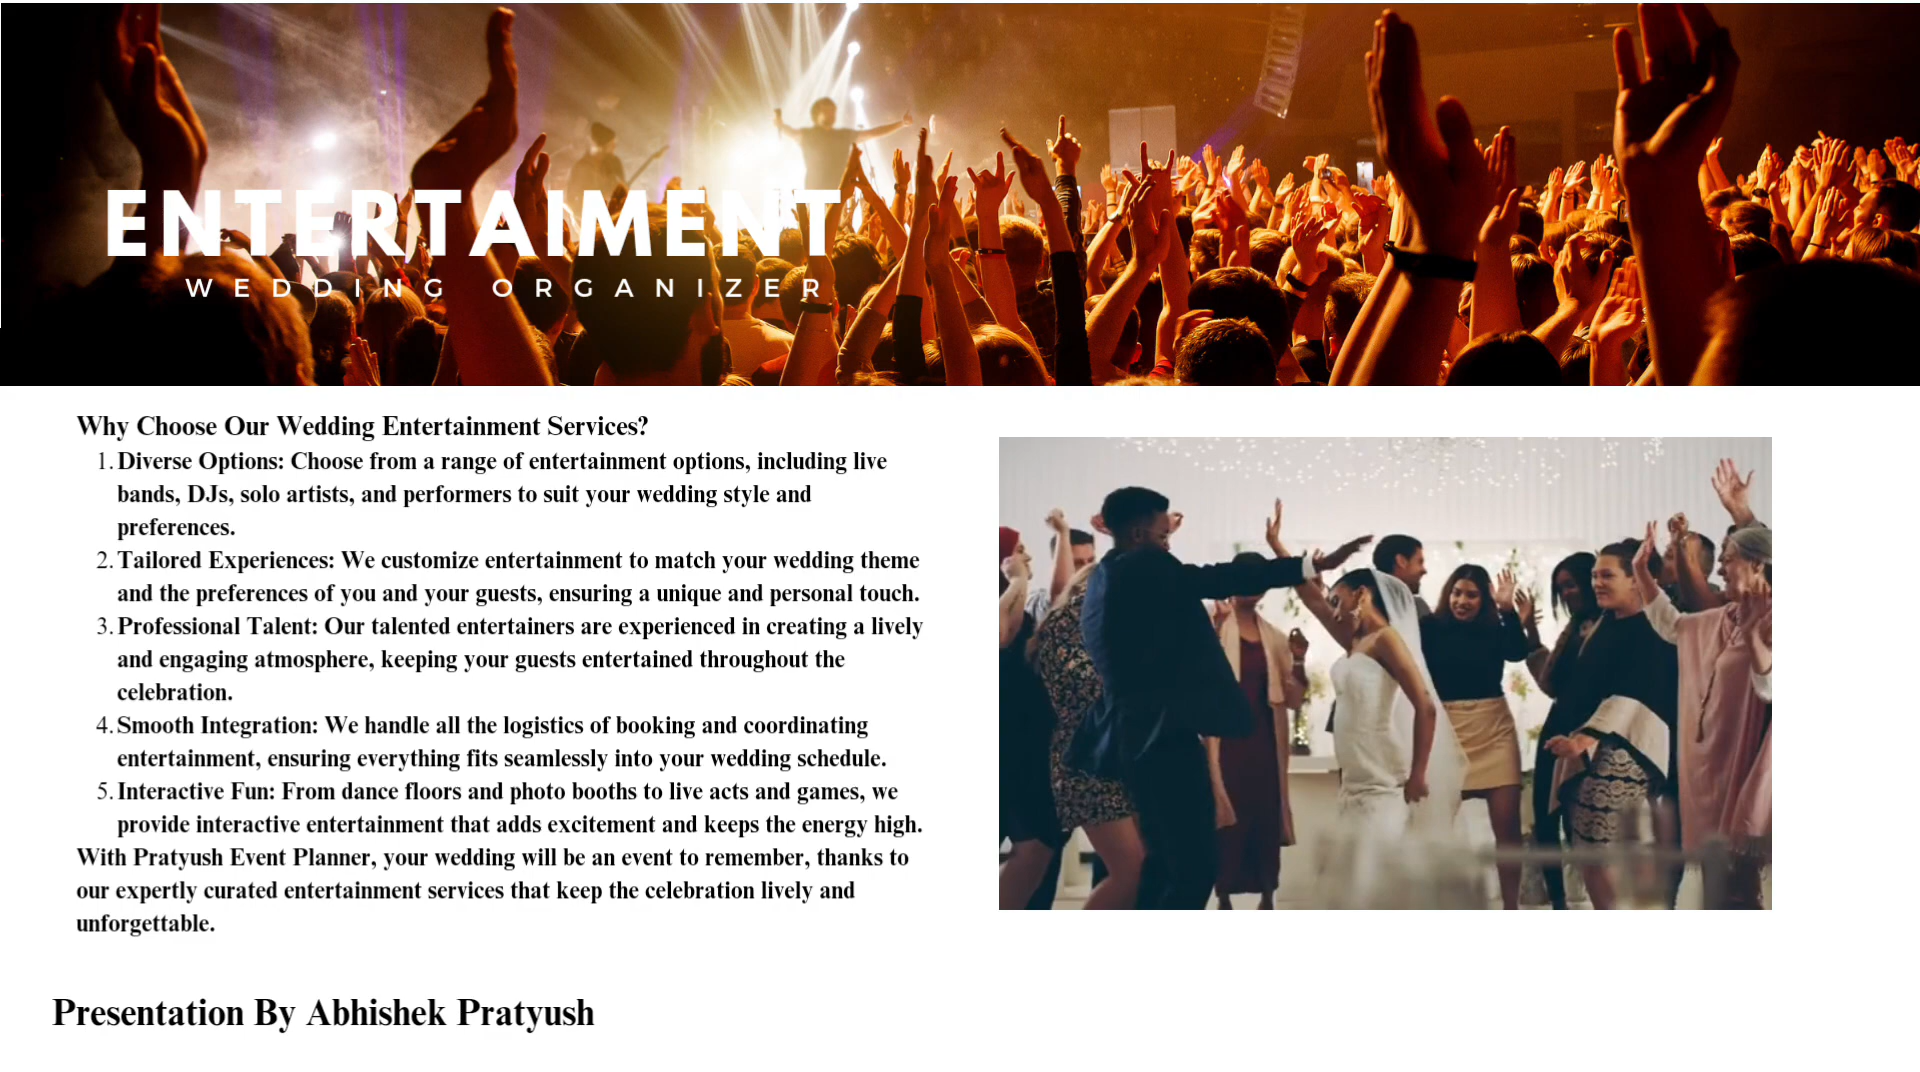 ENTERTAIMENT
WEDDING ORGANIZER
Why Choose Our Wedding Entertainment Services?
1. Diverse Options: Choose from a range of entertainment options, including live
bands, DJs, solo artists, and performers to suit your wedding style and
preferences.
2. Tailored Experiences: We customize entertainment to match your wedding theme
and the preferences of you and your guests, ensuring a unique and personal touch.
3. Professional Talent: Our talented entertainers are experienced in creating a lively
and engaging atmosphere, keeping your guests entertained throughout the
celebration.
4. Smooth Integration: We handle all the logistics of booking and coordinating
entertainment, ensuring everything fits seamlessly into your wedding schedule.
5. Interactive Fun: From dance floors and photo booths to live acts and games, we
provide interactive entertainment that adds excitement and keeps the energy high.
With Pratyush Event Planner, your wedding will be an event to remember, thanks to
our expertly curated entertainment services that keep the celebration lively and
unforgettable.
Presentation By Abhishek Pratyush